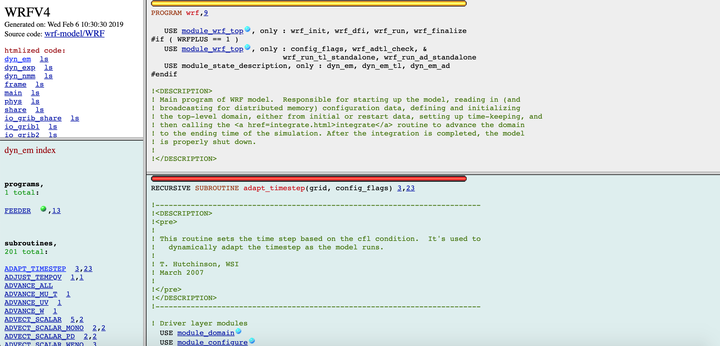 WRFV4
Generated on: Wed Feb 6 10:30:30 2019
Source code: wrf-model/WRF
htmlized code:
dyn_em ls
dyn_exp ls
dyn_nmm ls
frame ls
main ls
phys ls
share ls
io_grib_share ls
io_grib1 ls
io_grib2 ls
dyn_em index
programs,
1 total:
FEEDER ,13
subroutines,
201 total:
ADAPT_TIMESTEP 3,23
ADJUST_TEMPQV 1,1
ADVANCE_ALL
ADVANCE_MU_T 1
ADVANCE_UV 1
ADVANCE_W 1
ADVECT_SCALAR 5,2
ADVECT_SCALAR_MONO 2,2
ADVECT_SCALAR_PD 2,2
ADVECT_SCALAR_WENO 3
PROGRAM wrf,9
USE module_wrf_top , only : wrf_init, wrf_dfi, wrf_run, wrf_finalize
#if ( WRFPLUS == 1 )
USE module_wrf_top , only : config_flags, wrf_adtl_check, &
wrf_run_tl_standalone, wrf_run_ad_standalone
USE module_state_description, only : dyn_em, dyn_em_tl, dyn_em_ad
#endif
!<DESCRIPTION>
! Main program of WRF model. Responsible for starting up the model, reading in (and
! broadcasting for distributed memory) configuration data, defining and initializing
! the top-level domain, either from initial or restart data, setting up time-keeping, and
! then calling the <a href=integrate.html>integrate</a> routine to advance the domain
! to the ending time of the simulation. After the integration is completed, the model
! is properly shut down.
!
!</DESCRIPTION>
RECURSIVE SUBROUTINE adapt_timestep(grid, config_flags) 3,23
!--------------------------------------------------------------------------
!<DESCRIPTION>
!<pre>
!
! This routine sets the time step based on the cfl condition. It's used to
! dynamically adapt the timestep as the model runs.
!
! T. Hutchinson, WSI
! March 2007
!
!</pre>
!</DESCRIPTION>
!--------------------------------------------------------------------------
! Driver layer modules
USE module_domain
USE module_configure